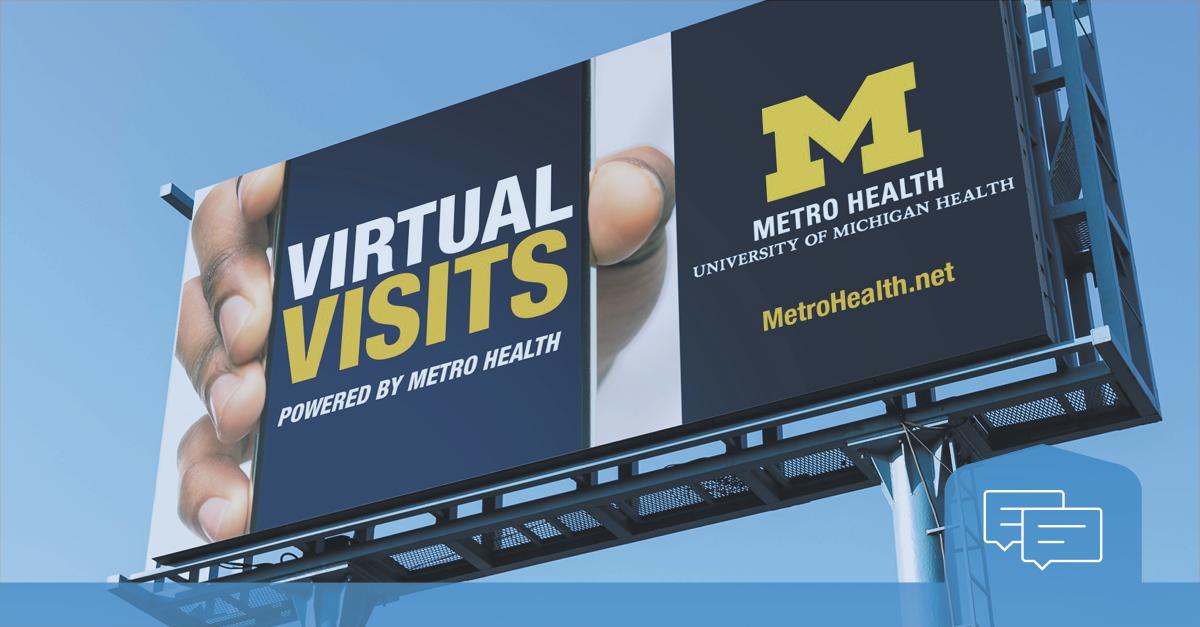 VIRTUAL
VISITS
POWERED BY METRO HEALTH
M
METRO HEALTH
UNIVERSITY OF MICHIGAN HEALTH
MetroHealth.net